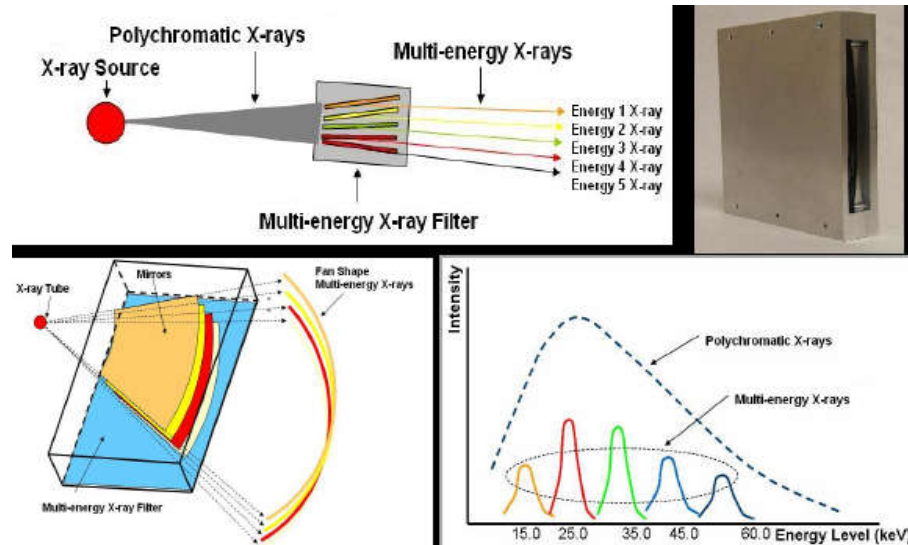 Polychromatic X-rays
X-ray Source
Multi-energy X-rays
Energy 1 X-ray
Energy 2 X-ray
Energy 3 X-ray
Energy 4 X-ray
Energy 5 X-ray
Multi-energy X-ray Filter
X-ray Tube
Mirrors
Fan Shape
Multi-energy X-rays
Multi-energy X-ray Filter
Intensity
Polychromatic X-rays
Multi-energy X-rays
15.0 25.0 35.0 45.0 60.0 Energy Level (keV)